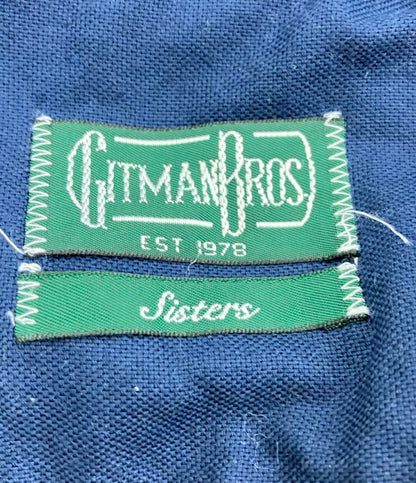 GITMAN BROS.
EST 1978
Sisters